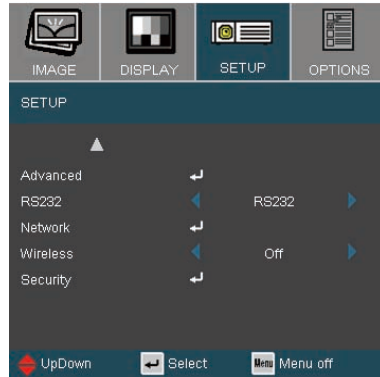 IMAGE DISPLAY SETUP OPTIONS
SETUP
Advanced
RS232 RS232
Network
Wireless Off
Security
UpDown Select Menu Menu off